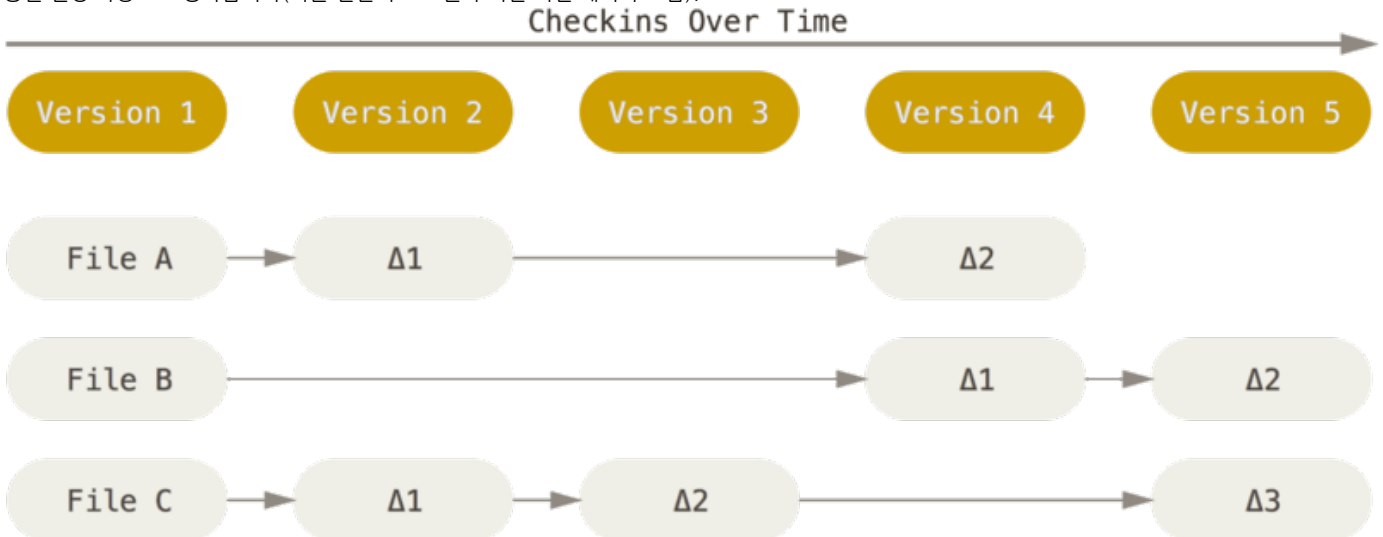 Checkins Over Time
Version 1 Version 2 Version 3 Version 4 Version 5
File A Δ1 Δ2
File B Δ1 Δ2
File C Δ1 Δ2 Δ3